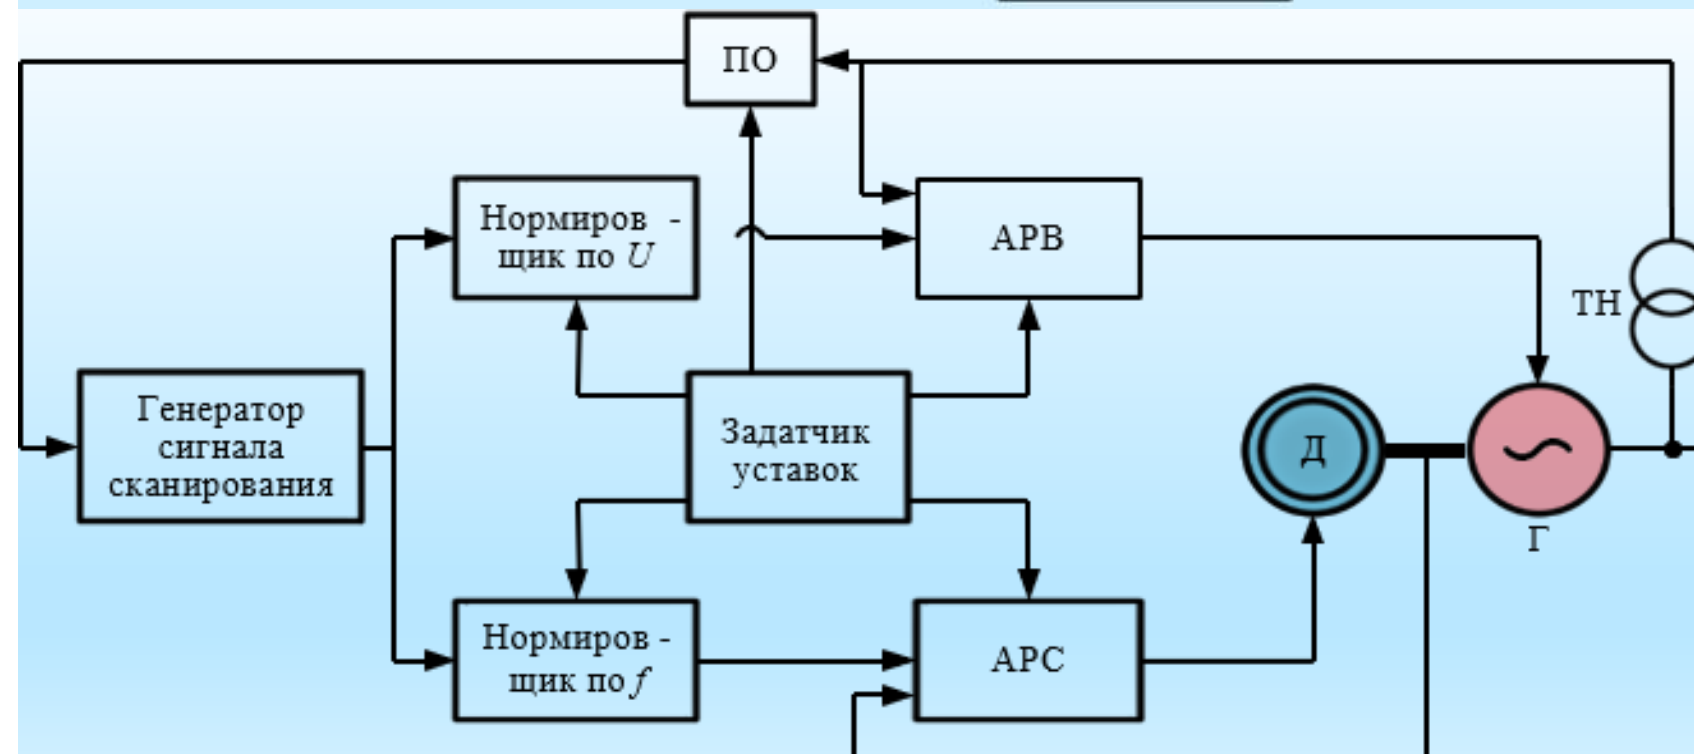 ПО
Нормиров -
щик по U
АРВ
ТН
Генератор
сигнала
сканирования
Задатчик
уставок
Д
Г
Нормиров -
щик по f
АРС